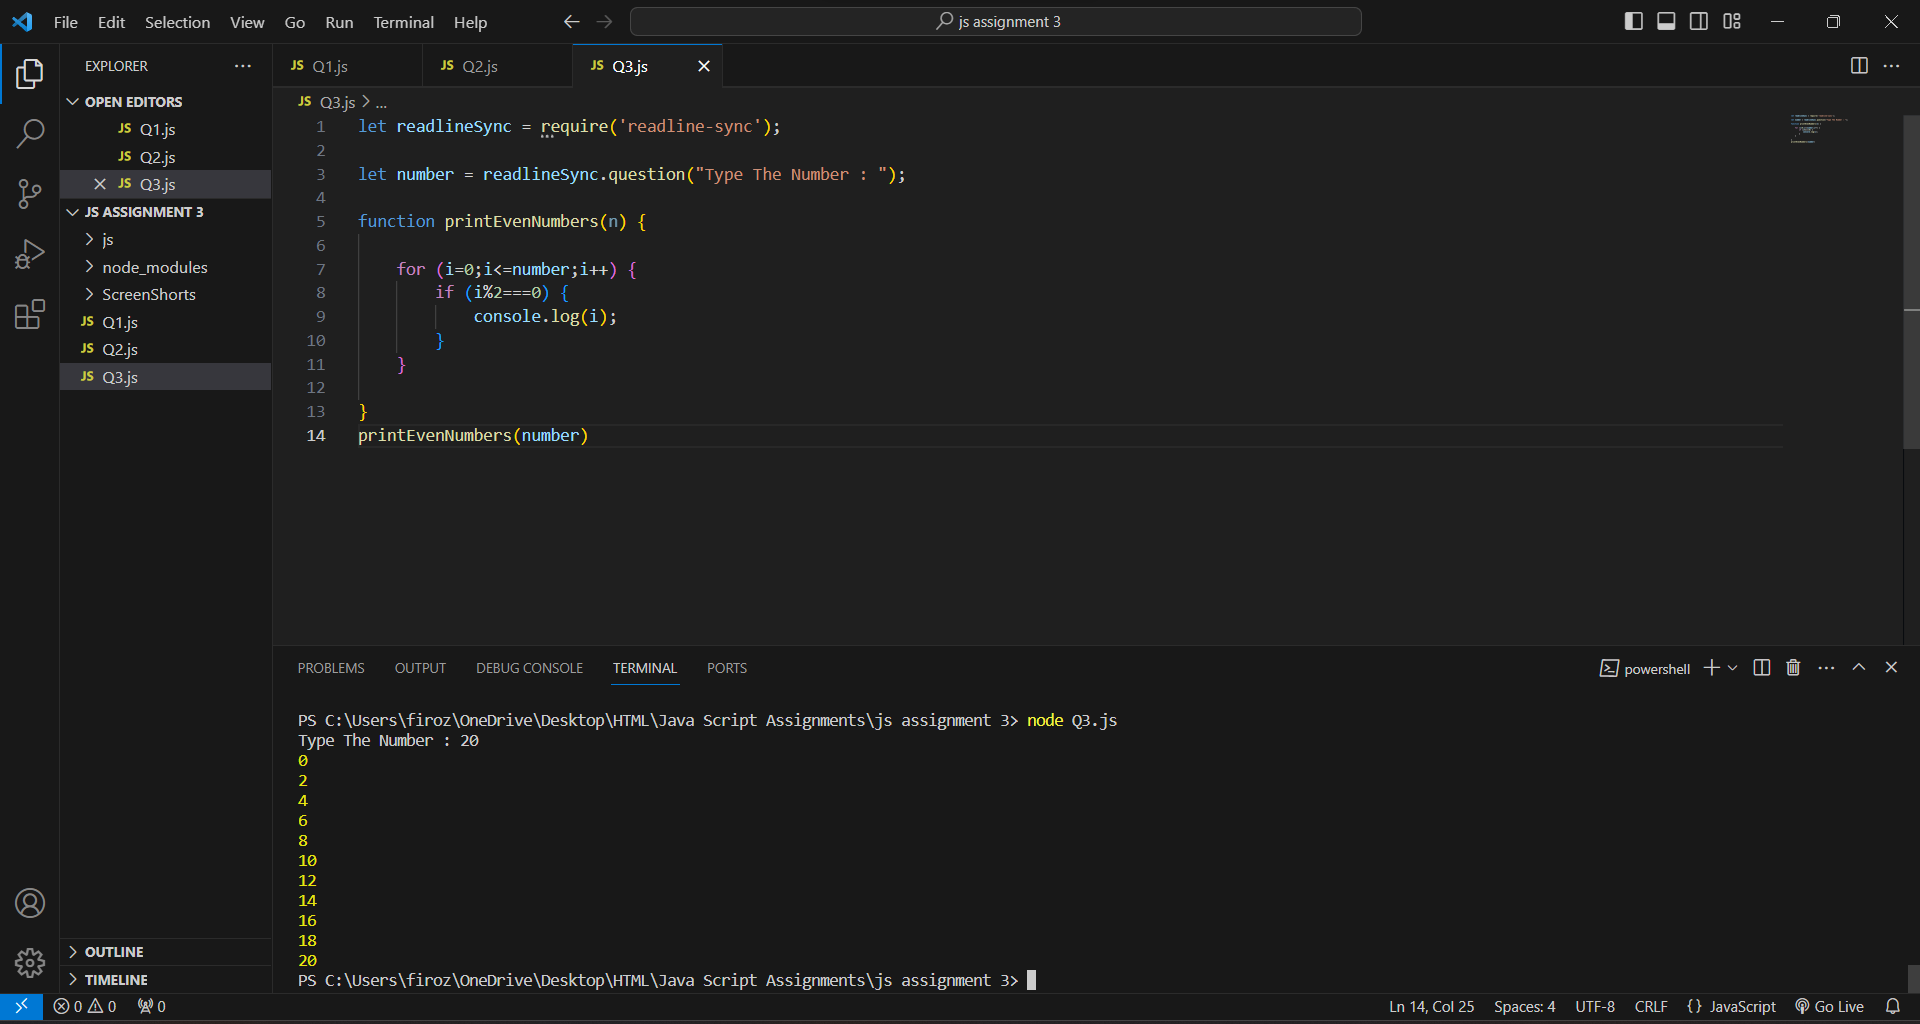 File Edit Selection View Go Run Terminal Help js assignment 3
EXPLORER
OPEN EDITORS
JS Q1.js
JS Q2.js
JS Q3.js
JS ASSIGNMENT 3
js
node_modules
ScreenShorts
JS Q1.js
JS Q2.js
JS Q3.js
OUTLINE
TIMELINE
JS Q1.js JS Q2.js JS Q3.js
JS Q3.js > ...
1 let readlineSync = require('readline-sync');
2
3 let number = readlineSync.question("Type The Number : ");
4
5 function printEvenNumbers(n) {
6
7 for (i=0;i<=number;i++) {
8 if (i%2===0) {
9 console.log(i);
10 }
11 }
12
13 }
14 printEvenNumbers(number)
PROBLEMS OUTPUT DEBUG CONSOLE TERMINAL PORTS powershell
PS C:\Users\firoz\OneDrive\Desktop\HTML\Java Script Assignments\js assignment 3> node Q3.js
Type The Number : 20
0
2
4
6
8
10
12
14
16
18
20
PS C:\Users\firoz\OneDrive\Desktop\HTML\Java Script Assignments\js assignment 3>
0 0 0 Ln 14, Col 25 Spaces: 4 UTF-8 CRLF {} JavaScript Go Live